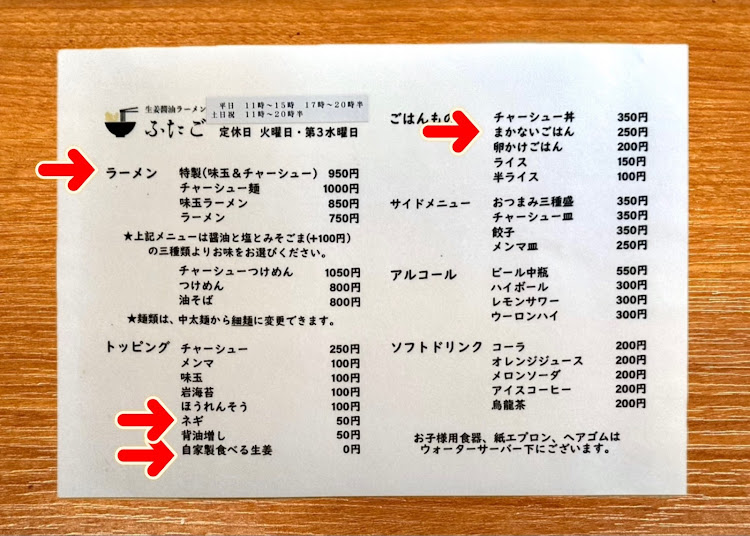 生姜醤油ラーメン
ふたご
平日 11時～15時 17時～20時半
土日祝 11時～20時半
定休日 火曜日・第3水曜日
ラーメン 特製(味玉&チャーシュー) 950円
チャーシュー麺 1000円
味玉ラーメン 850円
ラーメン 750円
★上記メニューは醤油と塩とみそごま(+100円)
の三種類よりお味をお選びください。
チャーシューつけめん 1050円
つけめん 800円
油そば 800円
★麺類は、中太麺から細麺に変更できます。
トッピング チャーシュー 250円
メンマ 100円
味玉 100円
岩海苔 100円
ほうれんそう 100円
ネギ 50円
背油増し 50円
自家製食べる生姜 0円
ごはんもの チャーシュー丼 350円
まかないごはん 250円
卵かけごはん 200円
ライス 150円
半ライス 100円
サイドメニュー おつまみ三種盛 350円
チャーシュー皿 350円
餃子 350円
メンマ皿 250円
アルコール ビール中瓶 550円
ハイボール 300円
レモンサワー 300円
ウーロンハイ 300円
ソフトドリンク コーラ 200円
オレンジジュース 200円
メロンソーダ 200円
アイスコーヒー 200円
烏龍茶 200円
お子様用食器、紙エプロン、ヘアゴムは
ウォーターサーバー下にございます。